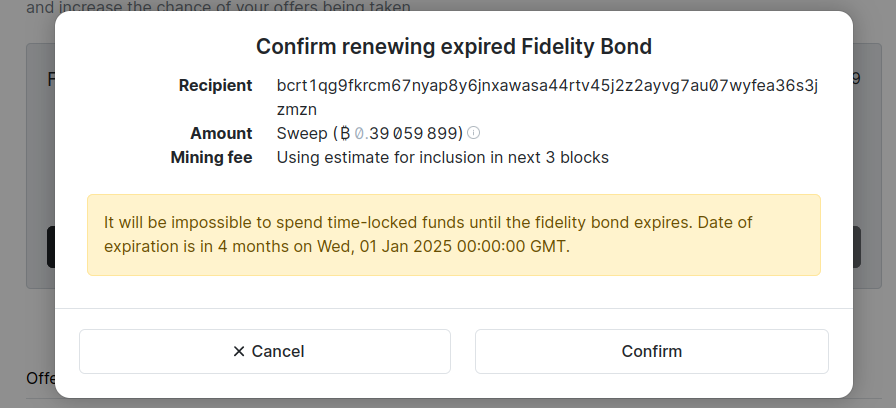 and increase the chance of your offers being taken.
Confirm renewing expired Fidelity Bond
Recipient bcrt1qg9fkrcm67nyap8y6jnxawasa44rtv45j2z2ayvg7au07wyfea36s3j
zmzn
Amount Sweep (₿ 0.39 059 899)
Mining fee Using estimate for inclusion in next 3 blocks
It will be impossible to spend time-locked funds until the fidelity bond expires. Date of
expiration is in 4 months on Wed, 01 Jan 2025 00:00:00 GMT.
✕ Cancel Confirm